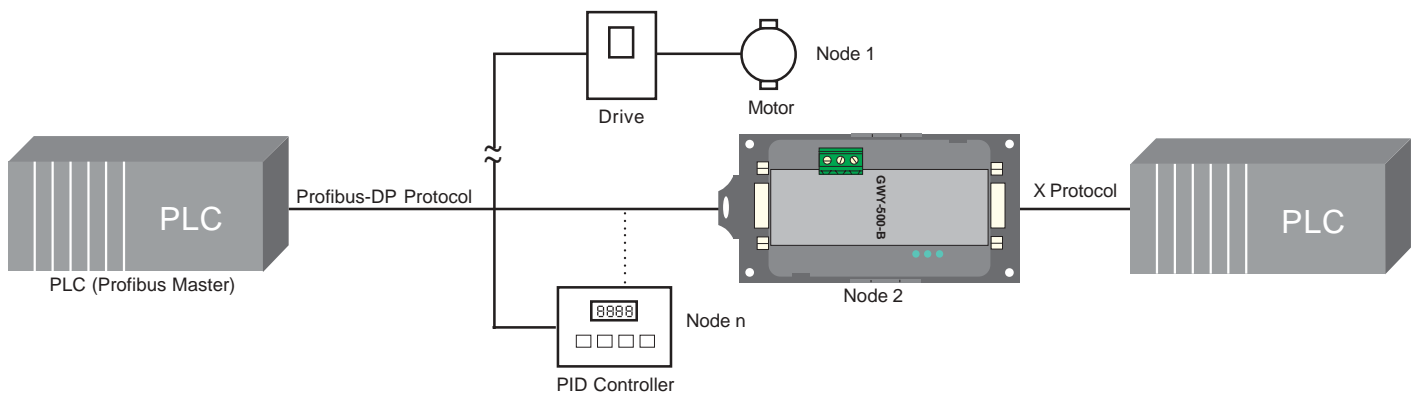 Node 1
Drive
Motor
PLC
Profibus-DP Protocol
GWY-500-B
X Protocol
PLC
PLC (Profibus Master)
Node 2
8888
Node n
PID Controller